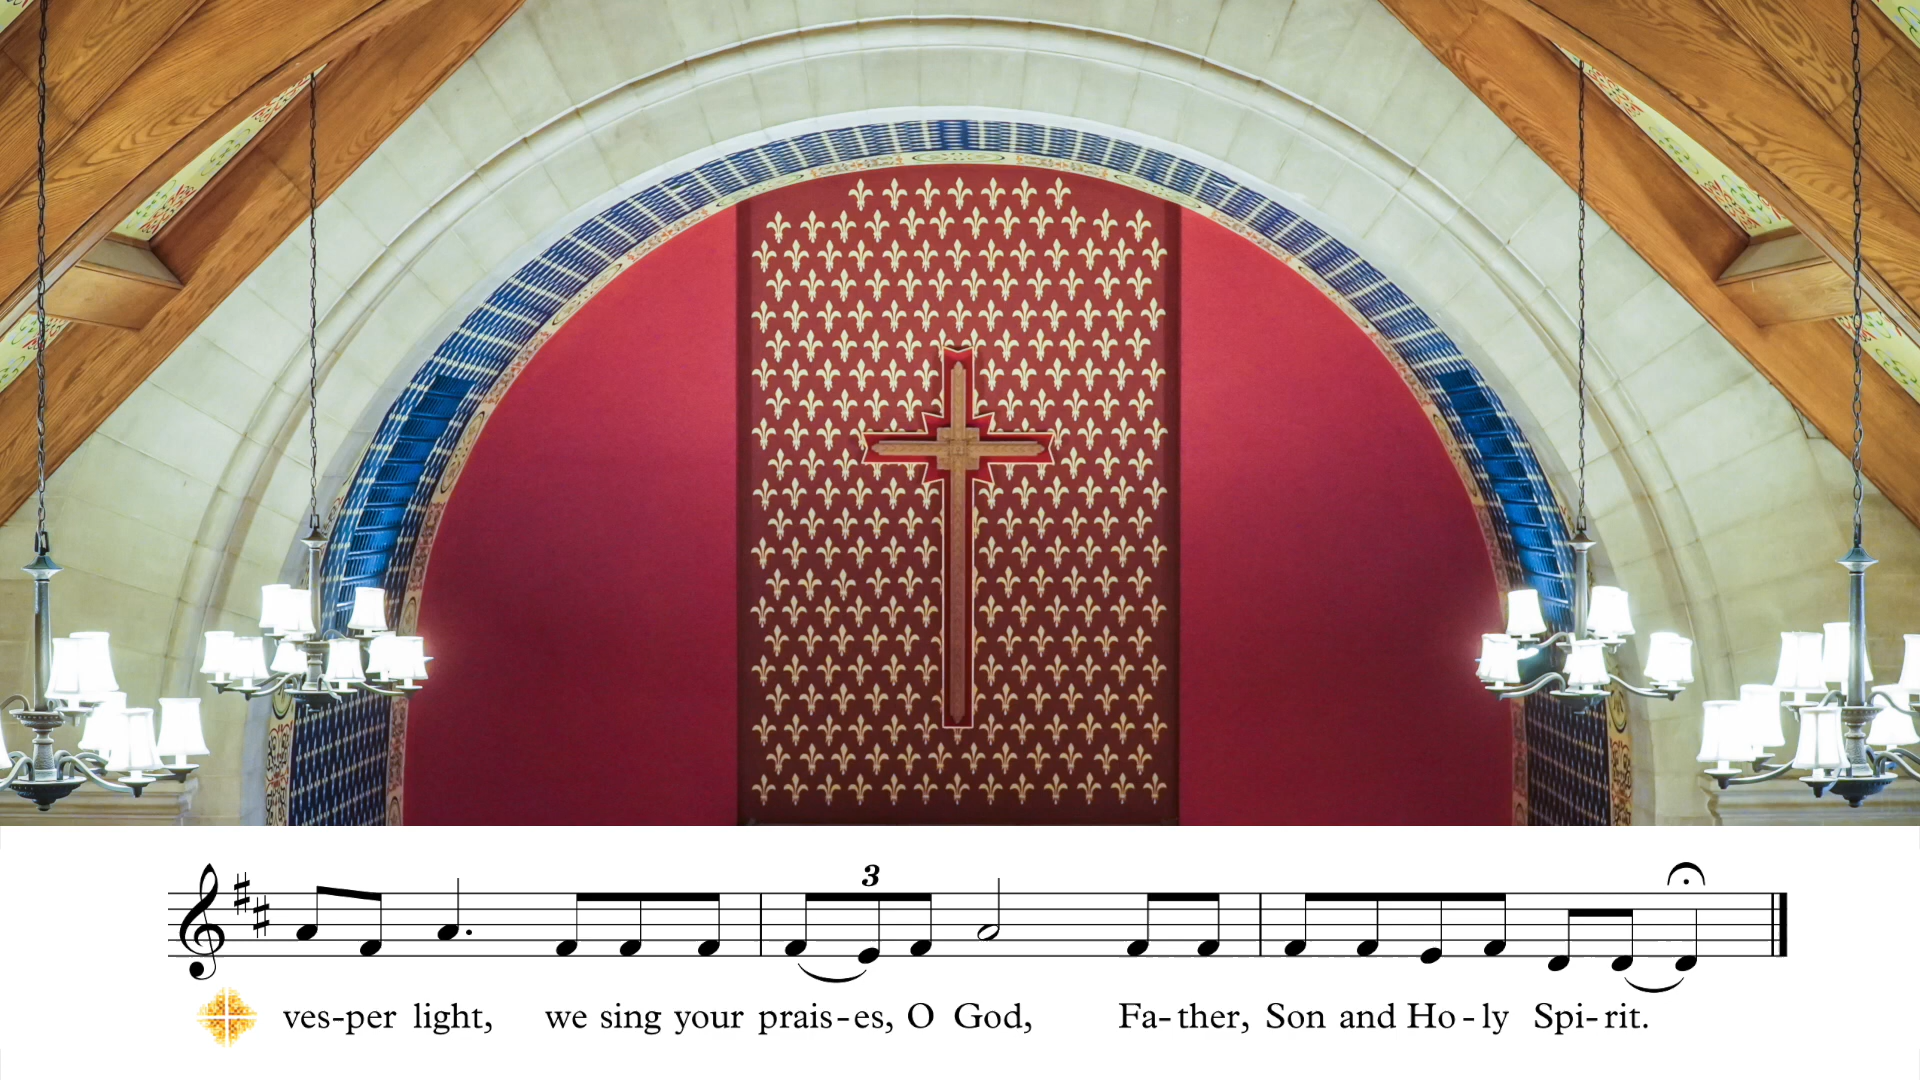 3
ves-per light, we sing your prais-es, O God, Fa-ther, Son and Ho-ly Spi-rit.